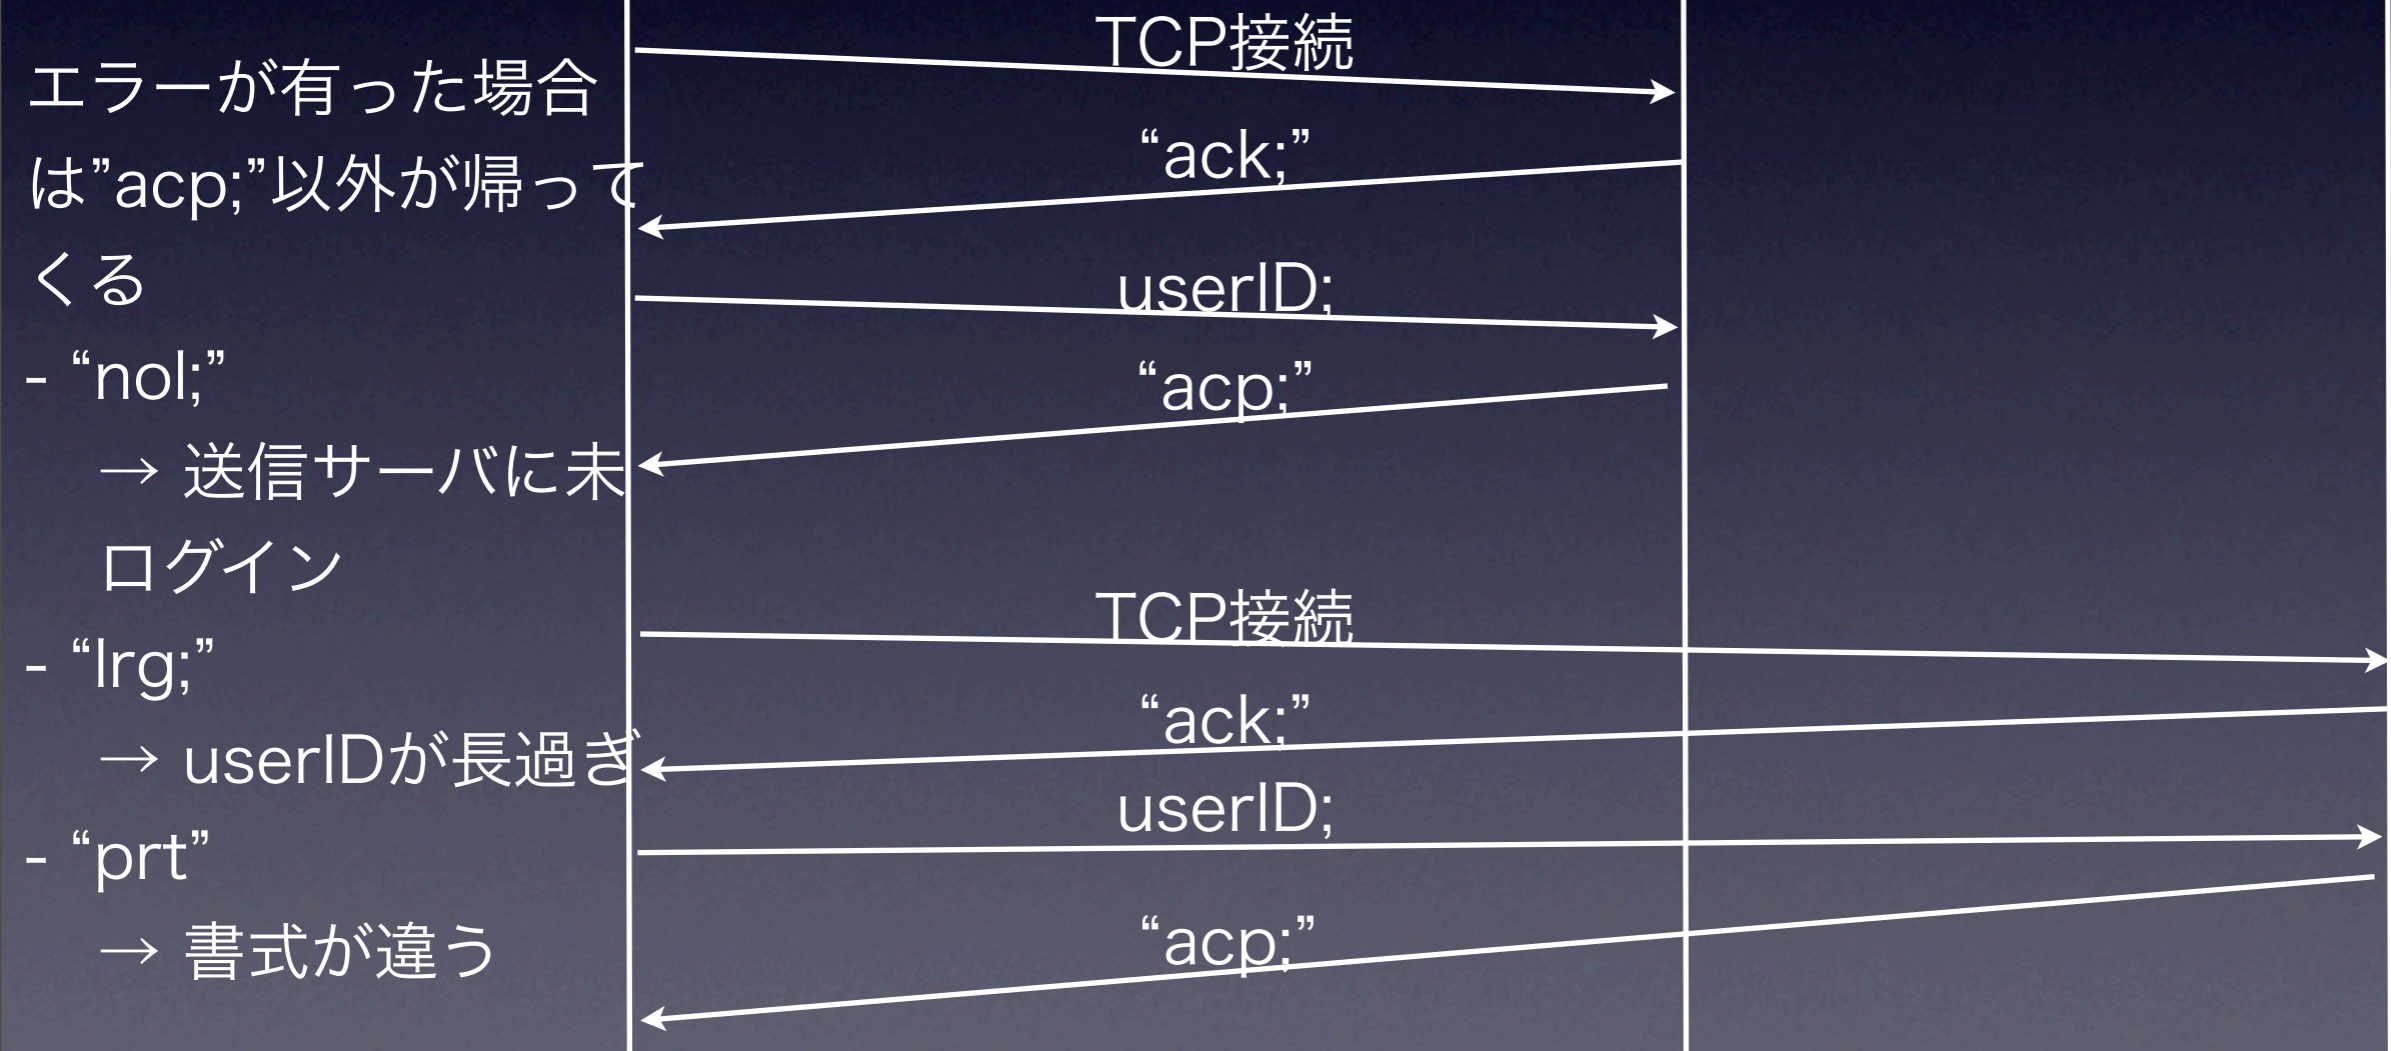 エラーが有った場合
は”acp;”以外が帰って
くる
- “nol;”
→ 送信サーバに未
ログイン
- “lrg;”
→ userIDが長過ぎ
- “prt”
→ 書式が違う
TCP接続
“ack;”
userID;
“acp;”
TCP接続
“ack;”
userID;
“acp;”